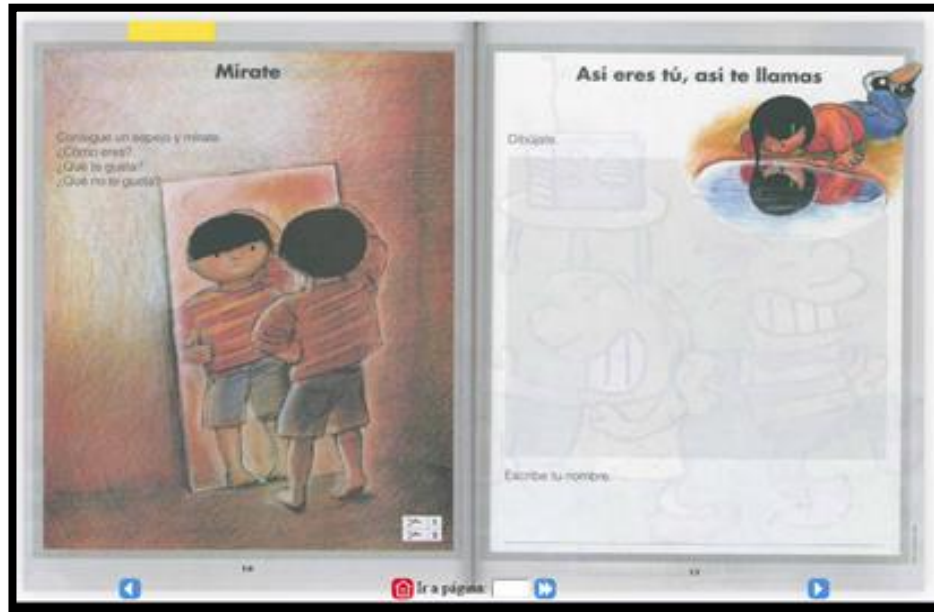 Mírate
Consigue un espejo y mírate.
¿Cómo eres?
¿Qué te gusta?
¿Qué no te gusta?
Así eres tú, así te llamas
Dibújate.
Escribe tu nombre.
Ir a página: